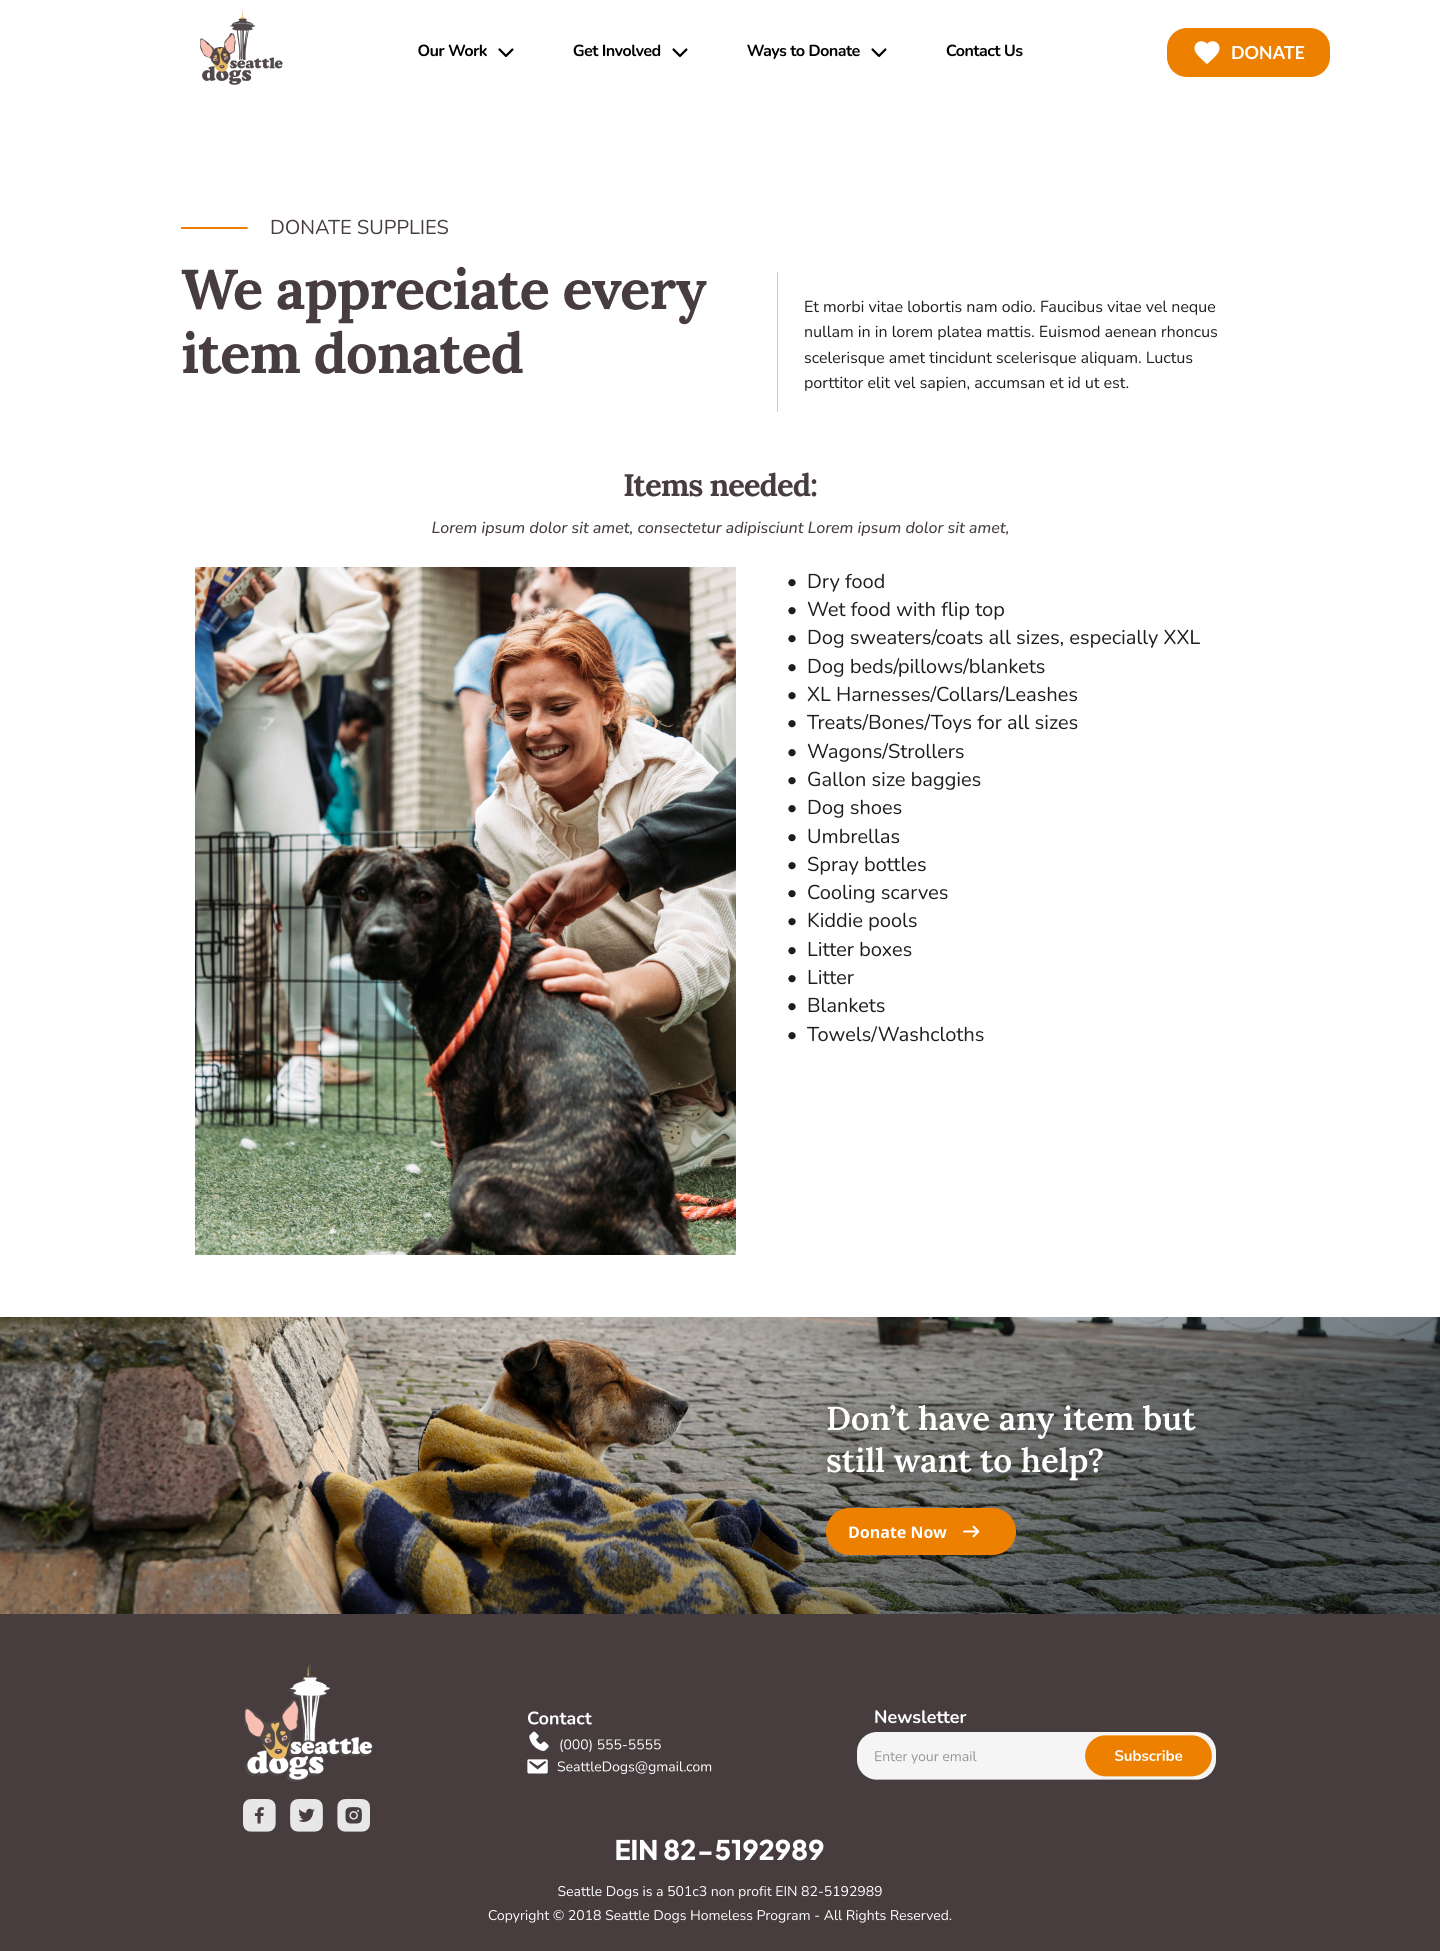 seattle
dogs
Our Work
Get Involved
Ways to Donate
Contact Us
DONATE
DONATE SUPPLIES
We appreciate every
item donated
Et morbi vitae lobortis nam odio. Faucibus vitae vel neque
nullam in in lorem platea mattis. Euismod aenean rhoncus
scelerisque amet tincidunt scelerisque aliquam. Luctus
porttitor elit vel sapien, accumsan et id ut est.
Items needed:
Lorem ipsum dolor sit amet, consectetur adipisciunt Lorem ipsum dolor sit amet,
• Dry food
• Wet food with flip top
• Dog sweaters/coats all sizes, especially XXL
• Dog beds/pillows/blankets
• XL Harnesses/Collars/Leashes
• Treats/Bones/Toys for all sizes
• Wagons/Strollers
• Gallon size baggies
• Dog shoes
• Umbrellas
• Spray bottles
• Cooling scarves
• Kiddie pools
• Litter boxes
• Litter
• Blankets
• Towels/Washcloths
Don’t have any item but
still want to help?
Donate Now
seattle
dogs
Contact
(000) 555-5555
SeattleDogs@gmail.com
Newsletter
Enter your email
Subscribe
EIN 82-5192989
Seattle Dogs is a 501c3 non profit EIN 82-5192989
Copyright © 2018 Seattle Dogs Homeless Program - All Rights Reserved.